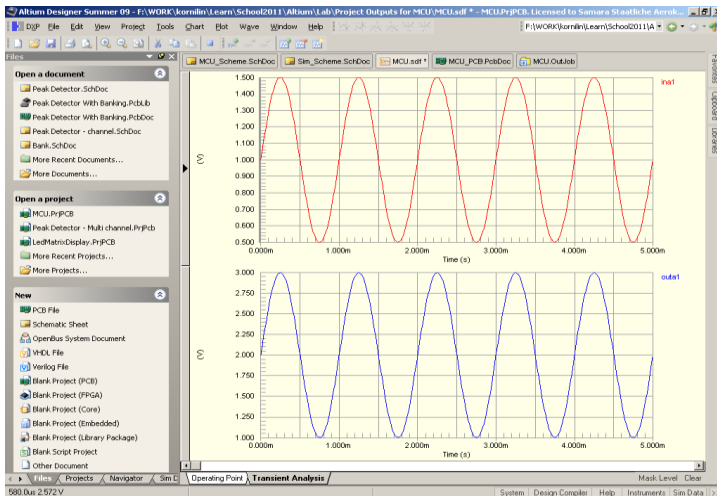 Altium Designer Summer 09 - F:\WORK\kornilin\Learn\School2011\Altium\Lab\Project Outputs for MCU\MCU.sdf * - MCU.PrjPCB. Licensed to Samara Staatliche Aerok...
DXP File Edit View Project Tools Chart Plot Wave Window Help
F:\WORK\kornilin\Learn\School2011\A
Files
MCU_Scheme.SchDoc Sim_Scheme.SchDoc MCU.sdf * MCU_PCB.PcbDoc MCU.OutJob
Open a document
Peak Detector.SchDoc
Peak Detector With Banking.PcbLib
Peak Detector With Banking.PcbDoc
Peak Detector - channel.SchDoc
Bank.SchDoc
More Recent Documents...
More Documents...
Open a project
MCU.PrjPCB
Peak Detector - Multi channel.PrjPcb
LedMatrixDisplay.PrjPCB
More Recent Projects...
More Projects...
New
PCB File
Schematic Sheet
OpenBus System Document
VHDL File
Verilog File
Blank Project (PCB)
Blank Project (FPGA)
Blank Project (Core)
Blank Project (Embedded)
Blank Project (Library Package)
Blank Script Project
Other Document
Files Projects Navigator Sim D
ina1
1.500
1.400
1.300
1.200
1.100
1.000
0.900
0.800
0.700
0.600
0.500
(V)
0.000m 1.000m 2.000m 3.000m 4.000m 5.000m
Time (s)
outa1
3.000
2.750
2.500
2.250
2.000
1.750
1.500
1.250
1.000
(V)
0.000m 1.000m 2.000m 3.000m 4.000m 5.000m
Time (s)
Favorites
Clipboard
Libraries
Operating Point Transient Analysis
Mask Level Clear
580.0us 2.572 V
System Design Compiler Help Instruments Sim Data